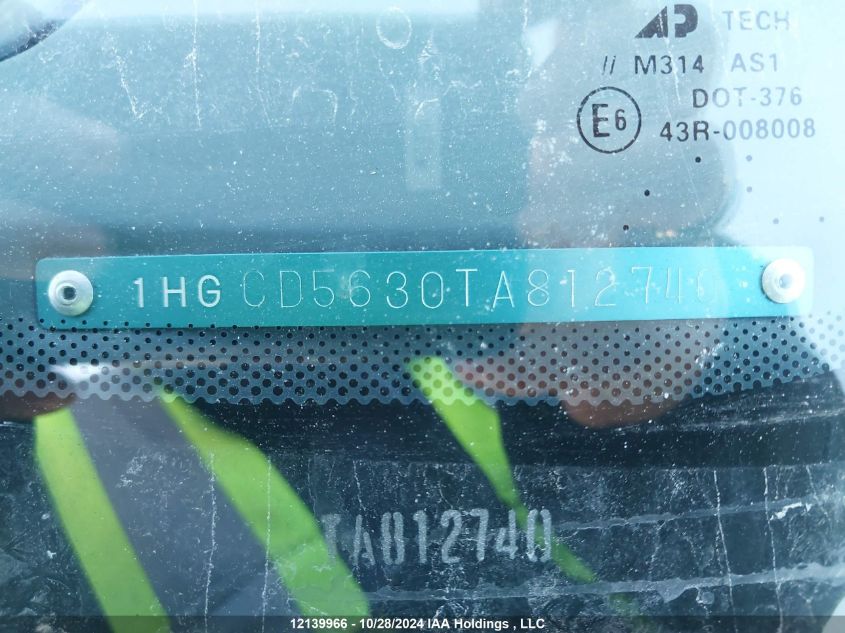 AP TECH
// M314 AS1
DOT-376
E6 43R-008008
1HGCD5630TA812740
TA812740
12139966 - 10/28/2024 IAA Holdings , LLC